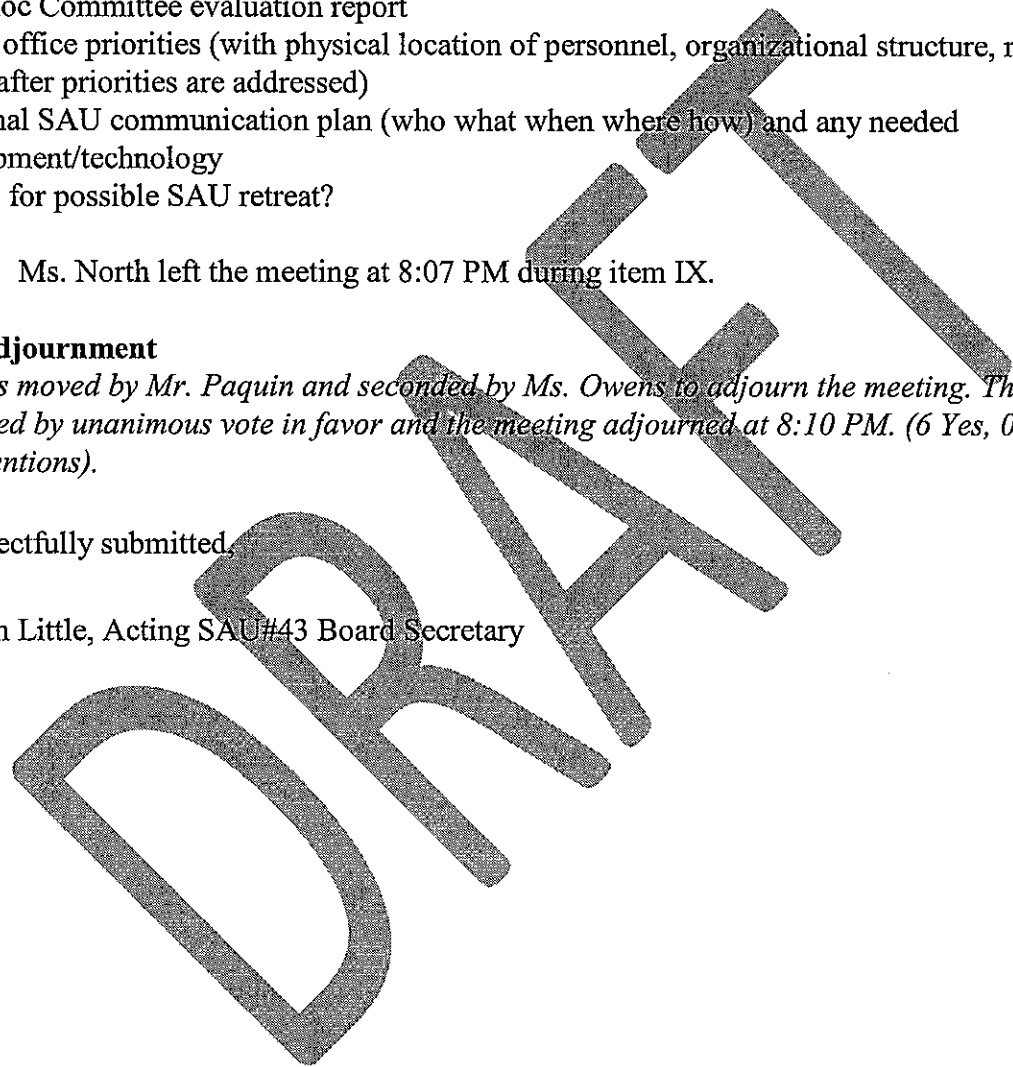 oc Committee evaluation report
office priorities (with physical location of personnel, organizational structure, r
after priorities are addressed)
nal SAU communication plan (who what when where how) and any needed
pment/technology
for possible SAU retreat?
Ms. North left the meeting at 8:07 PM during item IX.
djournment
s moved by Mr. Paquin and seconded by Ms. Owens to adjourn the meeting. Th
ed by unanimous vote in favor and the meeting adjourned at 8:10 PM. (6 Yes, 0
entions).
ectfully submitted,
n Little, Acting SAU#43 Board Secretary
DRAFT